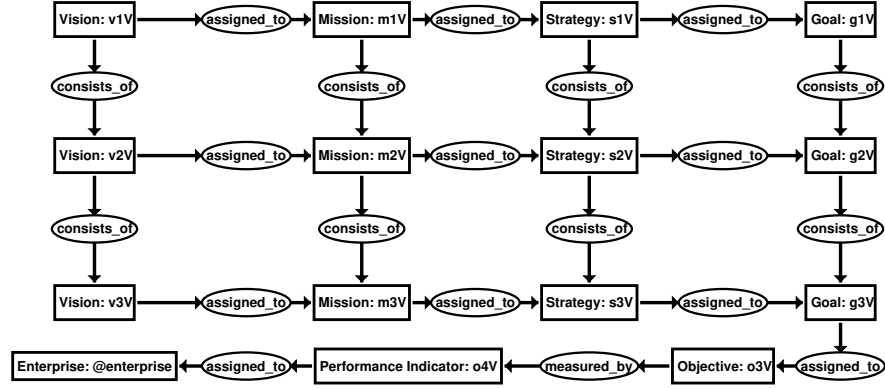 Vision: v1V assigned_to Mission: m1V assigned_to Strategy: s1V assigned_to Goal: g1V
consists_of consists_of consists_of consists_of
Vision: v2V assigned_to Mission: m2V assigned_to Strategy: s2V assigned_to Goal: g2V
consists_of consists_of consists_of consists_of
Vision: v3V assigned_to Mission: m3V assigned_to Strategy: s3V assigned_to Goal: g3V
Enterprise: @enterprise assigned_to Performance Indicator: o4V measured_by Objective: o3V assigned_to